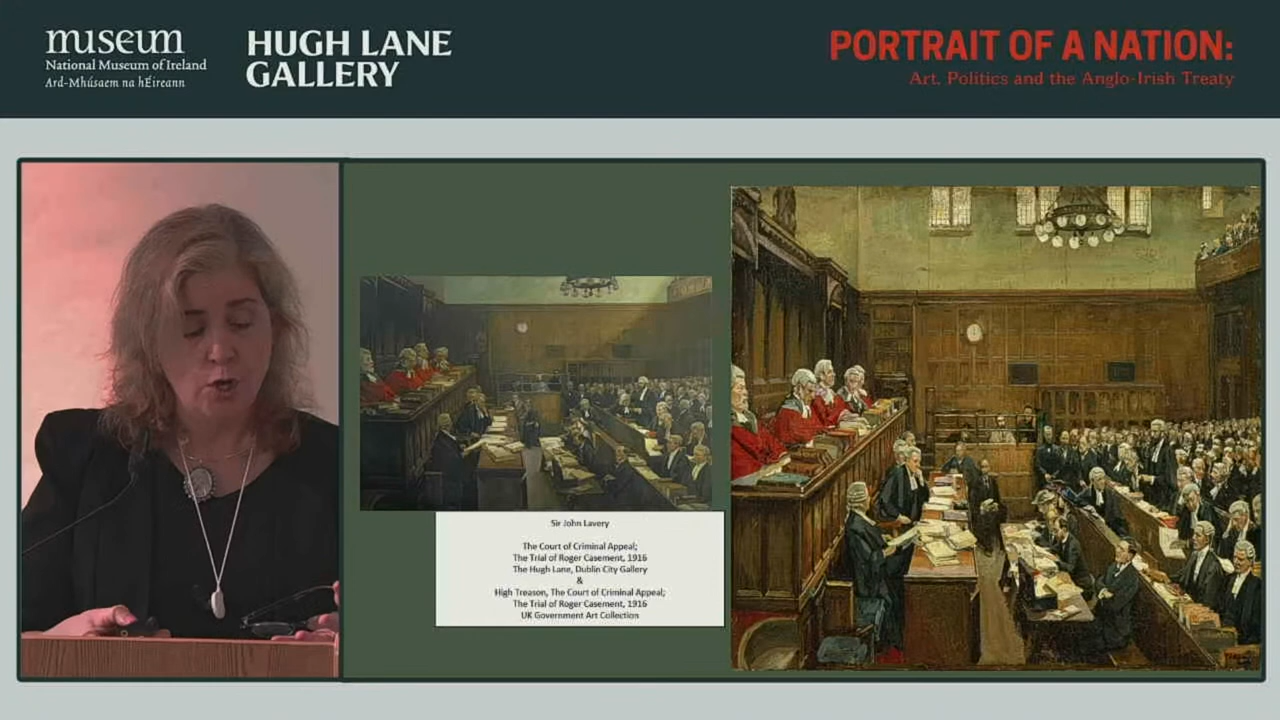 museum
National Museum of Ireland
Ard-Mhúsaem na hÉireann
HUGH LANE
GALLERY
PORTRAIT OF A NATION:
Art, Politics and the Anglo-Irish Treaty
Sir John Lavery
The Court of Criminal Appeal;
The Trial of Roger Casement, 1916
The Hugh Lane, Dublin City Gallery
&
High Treason, The Court of Criminal Appeal;
The Trial of Roger Casement, 1916
UK Government Art Collection